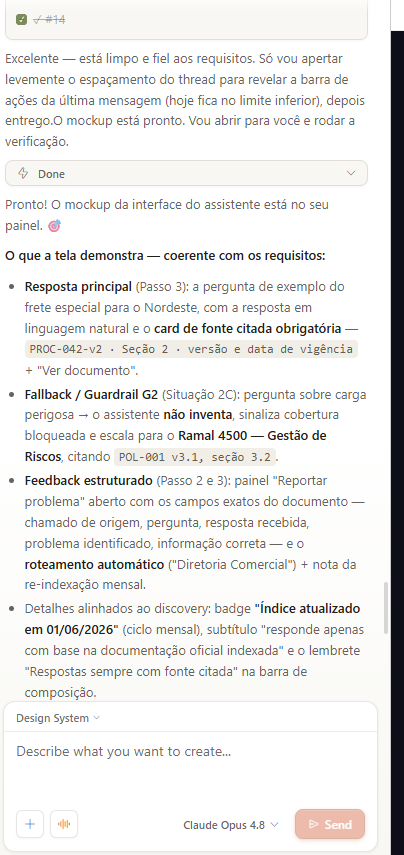 ✓ #14
Excelente — está limpo e fiel aos requisitos. Só vou apertar
levemente o espaçamento do thread para revelar a barra de
ações da última mensagem (hoje fica no limite inferior), depois
entrego.O mockup está pronto. Vou abrir para você e rodar a
verificação.
Done
Pronto! O mockup da interface do assistente está no seu
painel. 🎯
O que a tela demonstra — coerente com os requisitos:
• Resposta principal (Passo 3): a pergunta de exemplo do
frete especial para o Nordeste, com a resposta em
linguagem natural e o card de fonte citada obrigatória —
PROC-042-v2 · Seção 2 · versão e data de vigência
+ "Ver documento".
• Fallback / Guardrail G2 (Situação 2C): pergunta sobre carga
perigosa → o assistente não inventa, sinaliza cobertura
bloqueada e escala para o Ramal 4500 — Gestão de
Riscos, citando POL-001 v3.1, seção 3.2.
• Feedback estruturado (Passo 2 e 3): painel "Reportar
problema" aberto com os campos exatos do documento —
chamado de origem, pergunta, resposta recebida,
problema identificado, informação correta — e o
roteamento automático ("Diretoria Comercial") + nota da
re-indexação mensal.
• Detalhes alinhados ao discovery: badge "Índice atualizado
em 01/06/2026" (ciclo mensal), subtítulo "responde apenas
com base na documentação oficial indexada" e o lembrete
"Respostas sempre com fonte citada" na barra de
composição.
Design System
Describe what you want to create...
Claude Opus 4.8
Send